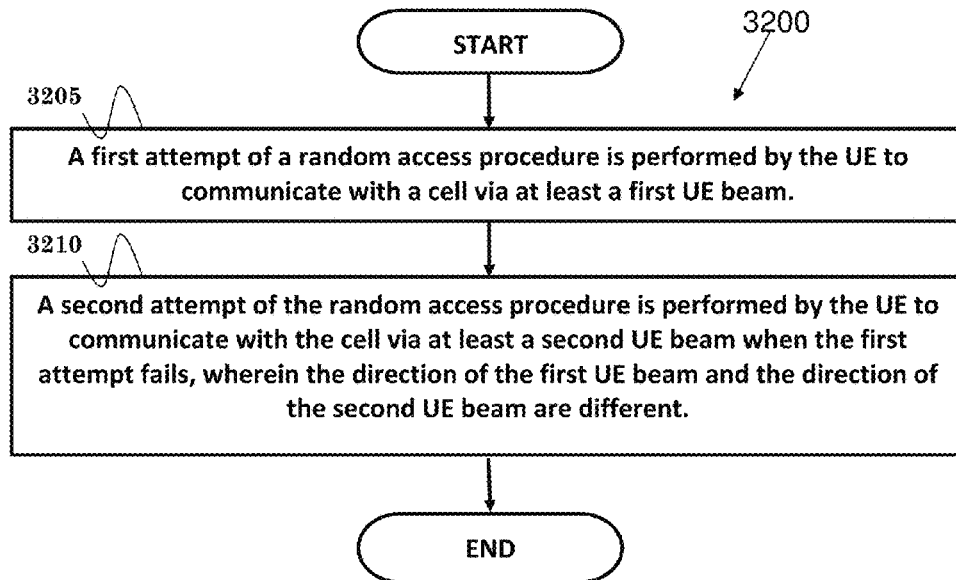 3200
START
3205
A first attempt of a random access procedure is performed by the UE to
communicate with a cell via at least a first UE beam.
3210
A second attempt of the random access procedure is performed by the UE to
communicate with the cell via at least a second UE beam when the first
attempt fails, wherein the direction of the first UE beam and the direction of
the second UE beam are different.
END